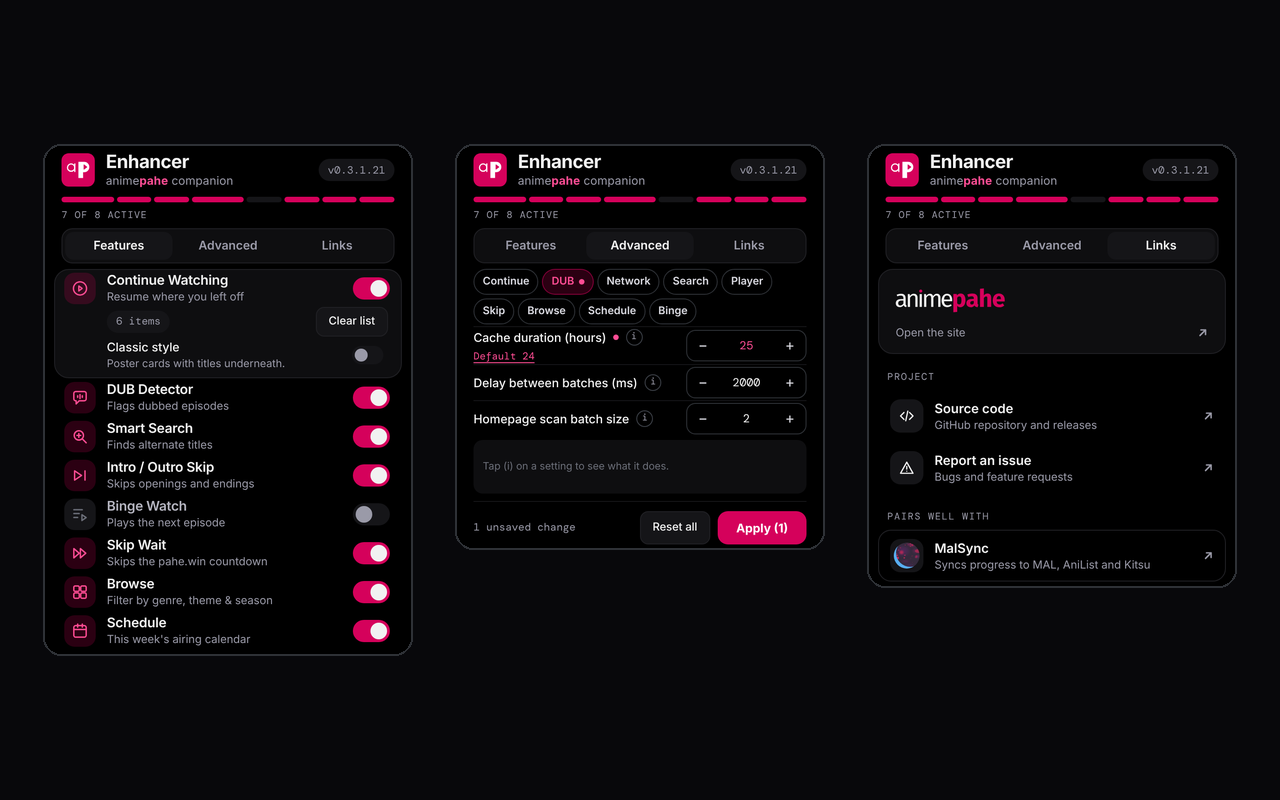 aP
Enhancer
animepahe companion
v0.3.1.21
7 OF 8 ACTIVE
Features
Advanced
Links
Continue Watching
Resume where you left off
6 items
Clear list
Classic style
Poster cards with titles underneath.
DUB Detector
Flags dubbed episodes
Smart Search
Finds alternate titles
Intro / Outro Skip
Skips openings and endings
Binge Watch
Plays the next episode
Skip Wait
Skips the pahe.win countdown
Browse
Filter by genre, theme & season
Schedule
This week's airing calendar
aP
Enhancer
animepahe companion
v0.3.1.21
7 OF 8 ACTIVE
Features
Advanced
Links
Continue
DUB
Network
Search
Player
Skip
Browse
Schedule
Binge
Cache duration (hours)
i
Default 24
− 25 +
Delay between batches (ms)
i
− 2000 +
Homepage scan batch size
i
− 2 +
Tap (i) on a setting to see what it does.
1 unsaved change
Reset all
Apply (1)
aP
Enhancer
animepahe companion
v0.3.1.21
7 OF 8 ACTIVE
Features
Advanced
Links
animepahe
Open the site
PROJECT
Source code
GitHub repository and releases
Report an issue
Bugs and feature requests
PAIRS WELL WITH
MalSync
Syncs progress to MAL, AniList and Kitsu